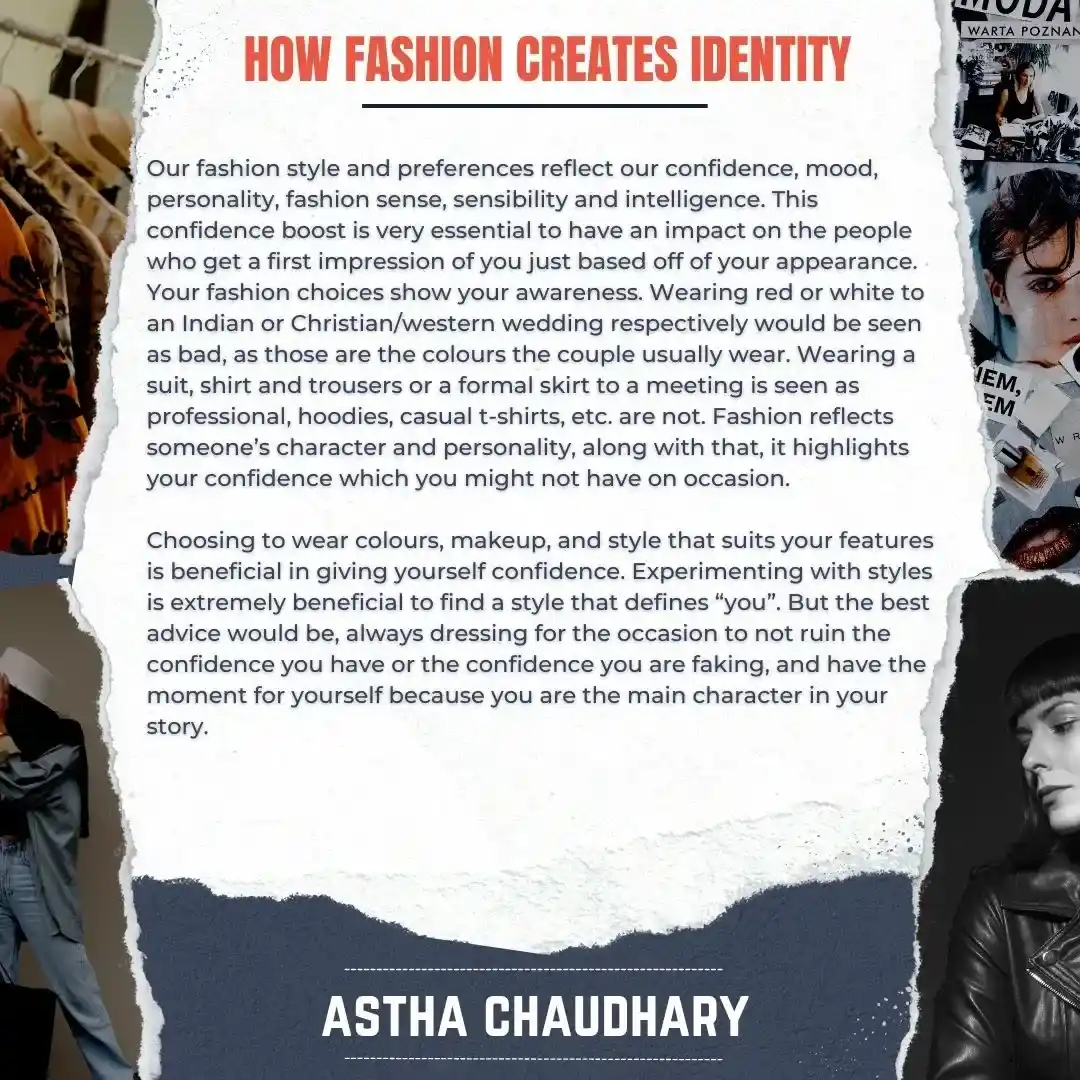 HOW FASHION CREATES IDENTITY
Our fashion style and preferences reflect our confidence, mood,
personality, fashion sense, sensibility and intelligence. This
confidence boost is very essential to have an impact on the people
who get a first impression of you just based off of your appearance.
Your fashion choices show your awareness. Wearing red or white to
an Indian or Christian/western wedding respectively would be seen
as bad, as those are the colours the couple usually wear. Wearing a
suit, shirt and trousers or a formal skirt to a meeting is seen as
professional, hoodies, casual t-shirts, etc. are not. Fashion reflects
someone’s character and personality, along with that, it highlights
your confidence which you might not have on occasion.
Choosing to wear colours, makeup, and style that suits your features
is beneficial in giving yourself confidence. Experimenting with styles
is extremely beneficial to find a style that defines “you”. But the best
advice would be, always dressing for the occasion to not ruin the
confidence you have or the confidence you are faking, and have the
moment for yourself because you are the main character in your
story.
ASTHA CHAUDHARY
MODA
WARTA POZNAN